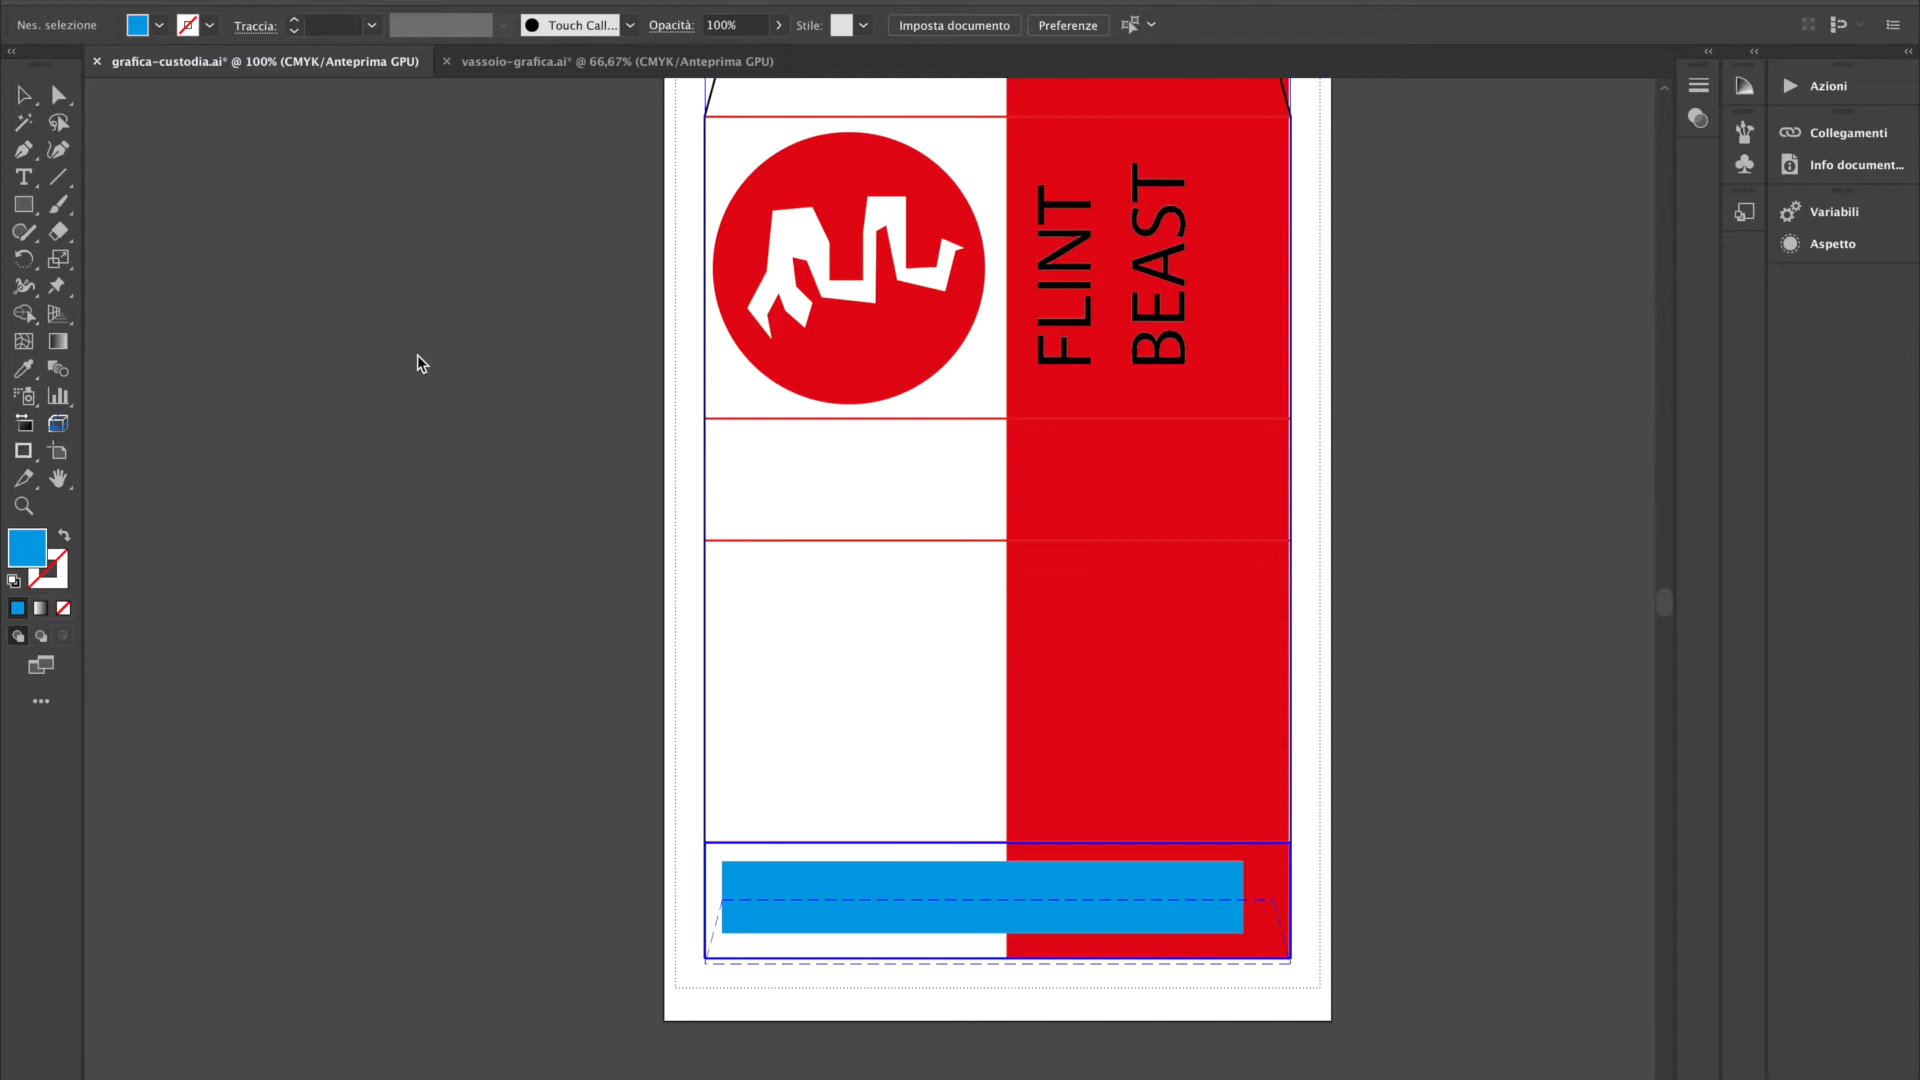 Nes. selezione
Traccia:
Touch Call...
Opacità:
100%
Stile:
Imposta documento
Preferenze
grafica-custodia.ai* @ 100% (CMYK/Anteprima GPU)
vassoio-grafica.ai* @ 66,67% (CMYK/Anteprima GPU)
Azioni
Collegamenti
Info document...
Variabili
Aspetto
FLINT
BEAST